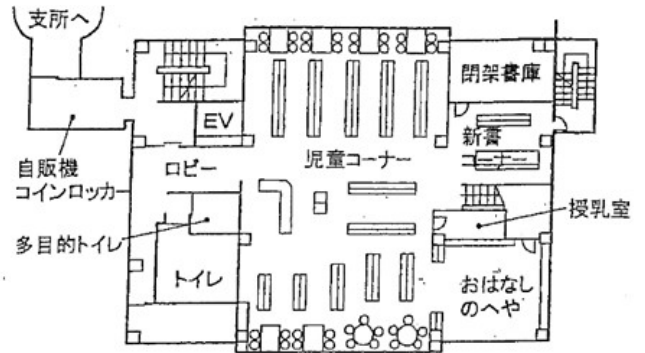 支所へ
閉架書庫
EV
新書
ーナー
自販機
コインロッカー
ロビー
児童コーナー
授乳室
多目的トイレ
トイレ
おはなし
のへや